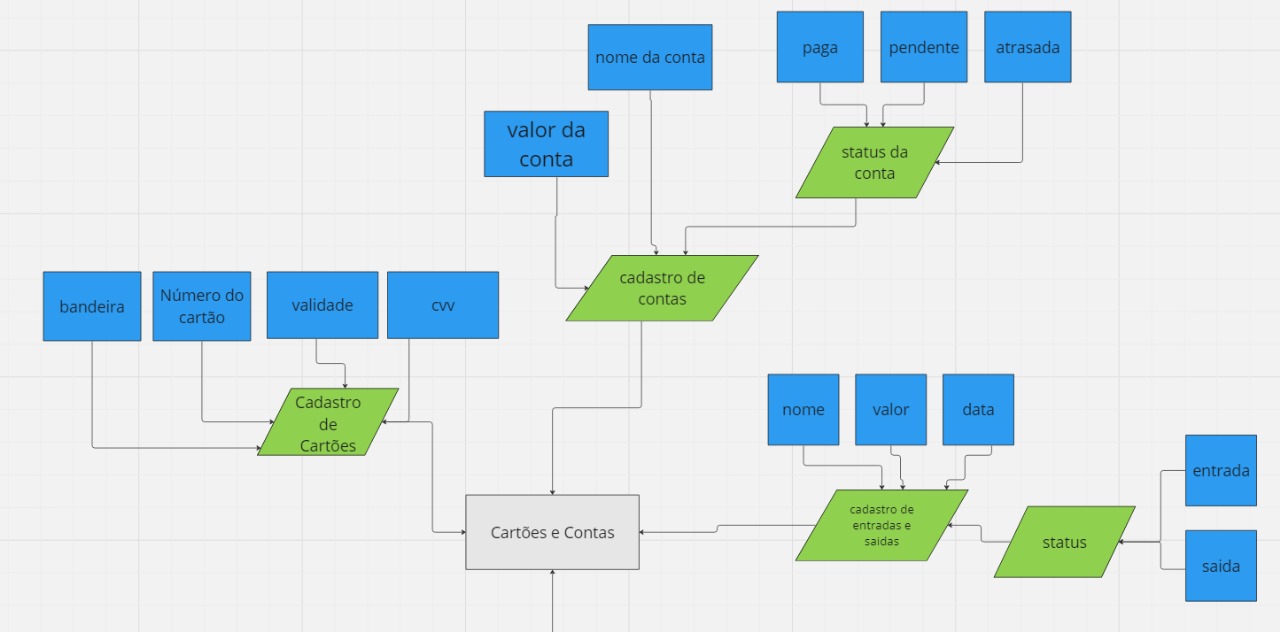 paga
pendente
atrasada
nome da conta
valor da
conta
status da
conta
cadastro de
contas
bandeira
Número do
cartão
validade
cvv
Cadastro
de
Cartões
nome
valor
data
entrada
cadastro de
entradas e
saidas
Cartões e Contas
status
saida